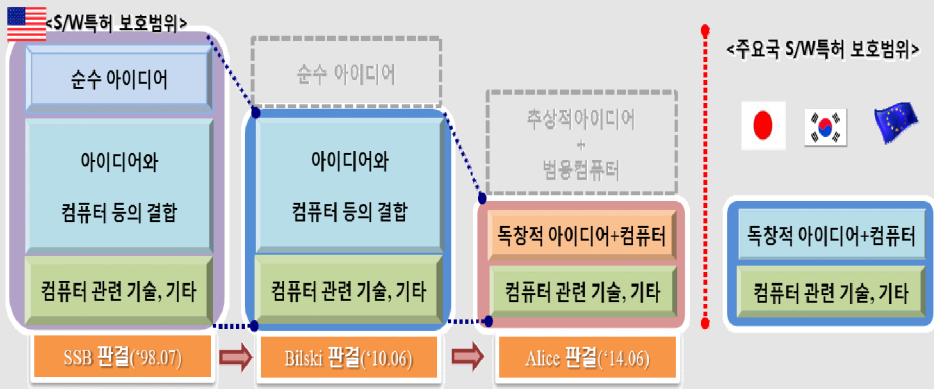 <S/W특허 보호범위>
순수 아이디어
아이디어와
컴퓨터 등의 결합
컴퓨터 관련 기술, 기타
SSB 판결(‘98.07)
순수 아이디어
아이디어와
컴퓨터 등의 결합
컴퓨터 관련 기술, 기타
Bilski 판결(‘10.06)
추상적아이디어
+
범용컴퓨터
독창적 아이디어+컴퓨터
컴퓨터 관련 기술, 기타
Alice 판결(‘14.06)
<주요국 S/W특허 보호범위>
독창적 아이디어+컴퓨터
컴퓨터 관련 기술, 기타